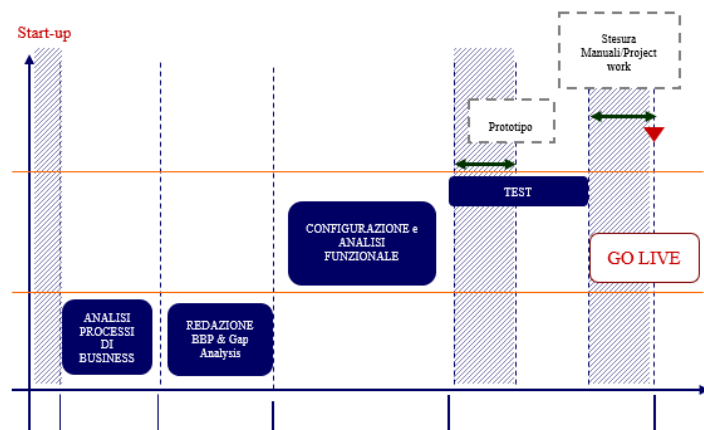 Start-up
Stesura
Manuali/Project
work
Prototipo
TEST
CONFIGURAZIONE e
ANALISI
FUNZIONALE
GO LIVE
ANALISI
PROCESSI
DI
BUSINESS
REDAZIONE
BBP & Gap
Analysis